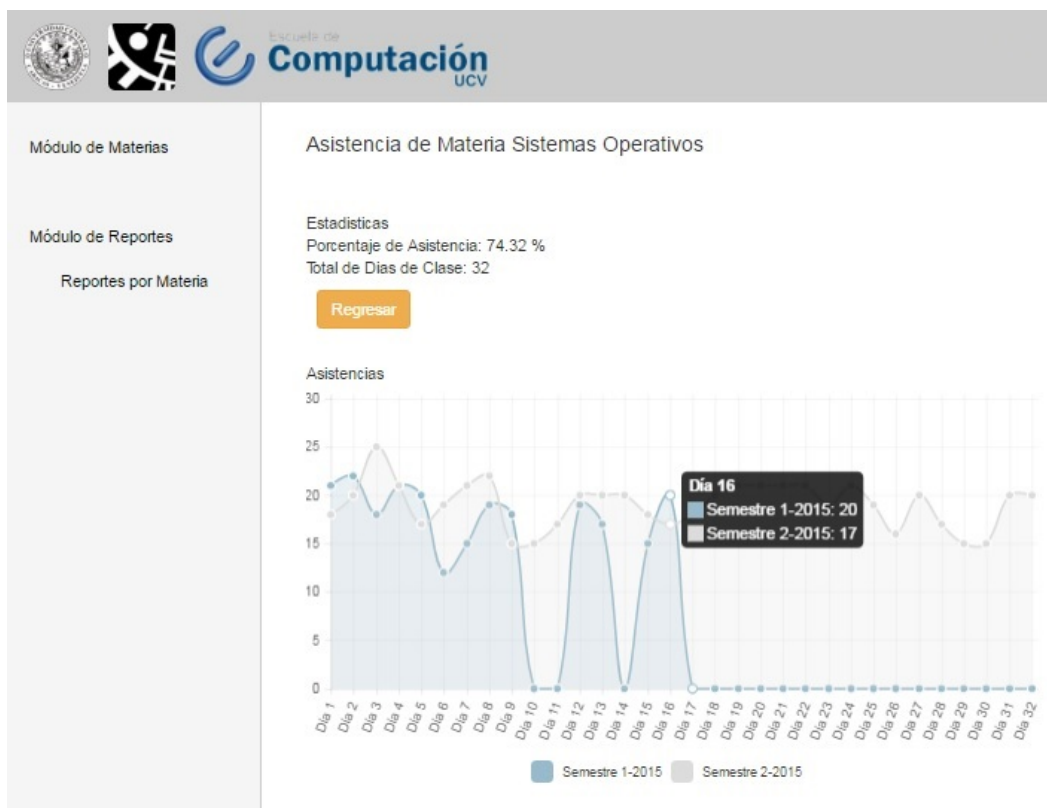 Escuela de
Computación
UCV
Módulo de Materias
Módulo de Reportes
Reportes por Materia
Asistencia de Materia Sistemas Operativos
Estadisticas
Porcentaje de Asistencia: 74.32 %
Total de Dias de Clase: 32
Regresar
Asistencias
30
25
20
15
10
5
0
Día 16
Semestre 1-2015: 20
Semestre 2-2015: 17
Día 1
Día 2
Día 3
Día 4
Día 5
Día 6
Día 7
Día 8
Día 9
Día 10
Día 11
Día 12
Día 13
Día 14
Día 15
Día 16
Día 17
Día 18
Día 19
Día 20
Día 21
Día 22
Día 23
Día 24
Día 25
Día 26
Día 27
Día 28
Día 29
Día 30
Día 31
Día 32
Semestre 1-2015
Semestre 2-2015